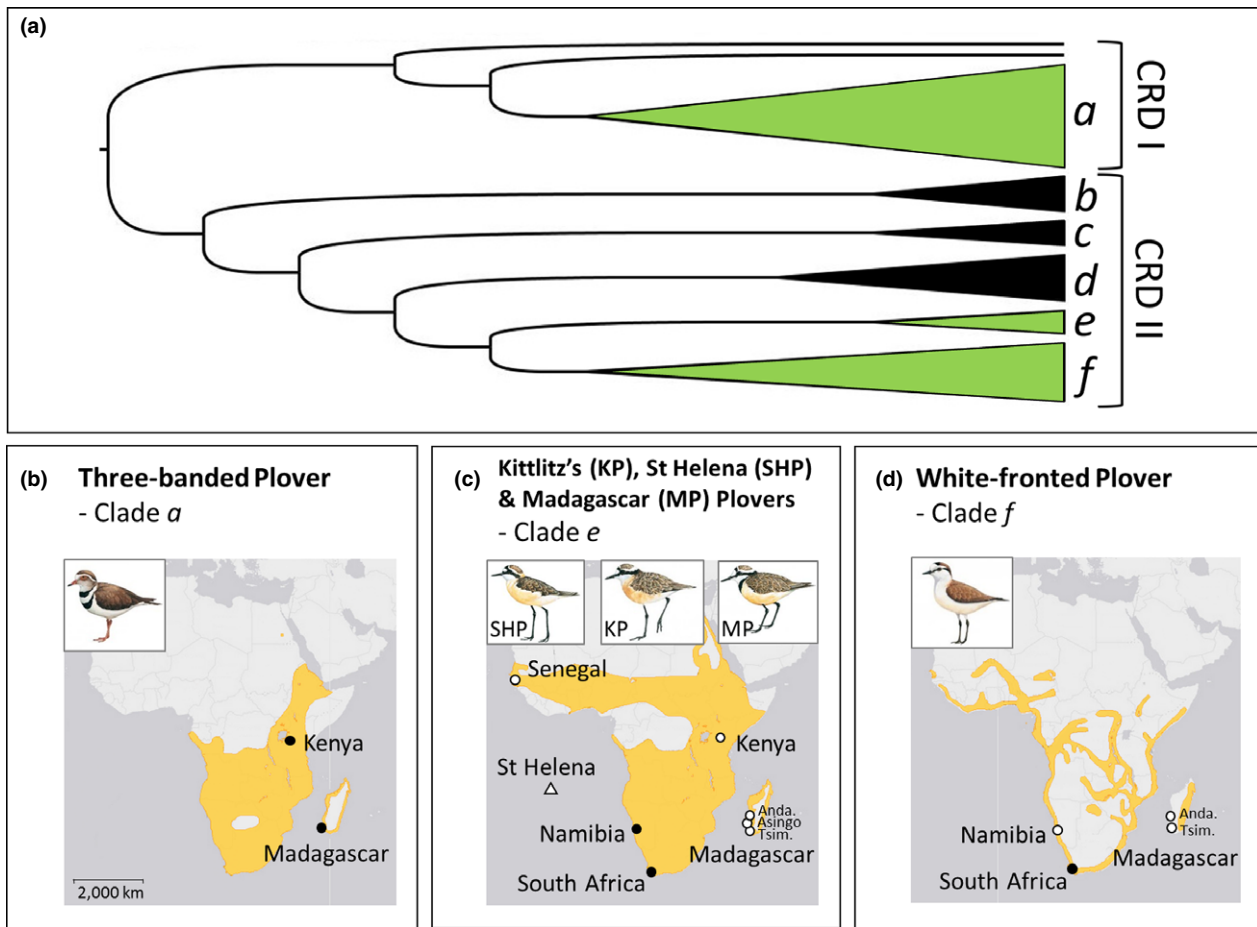 (a)
CRD I
a
b
c
d
e
f
CRD II
(b)
Three-banded Plover
- Clade a
Kenya
Madagascar
2,000 km
(c)
Kittlitz's (KP), St Helena (SHP)
& Madagascar (MP) Plovers
- Clade e
SHP
KP
MP
Senegal
Kenya
St Helena
Anda.
Asingo
Tsim.
Namibia
Madagascar
South Africa
(d)
White-fronted Plover
- Clade f
Anda.
Tsim.
Namibia
Madagascar
South Africa